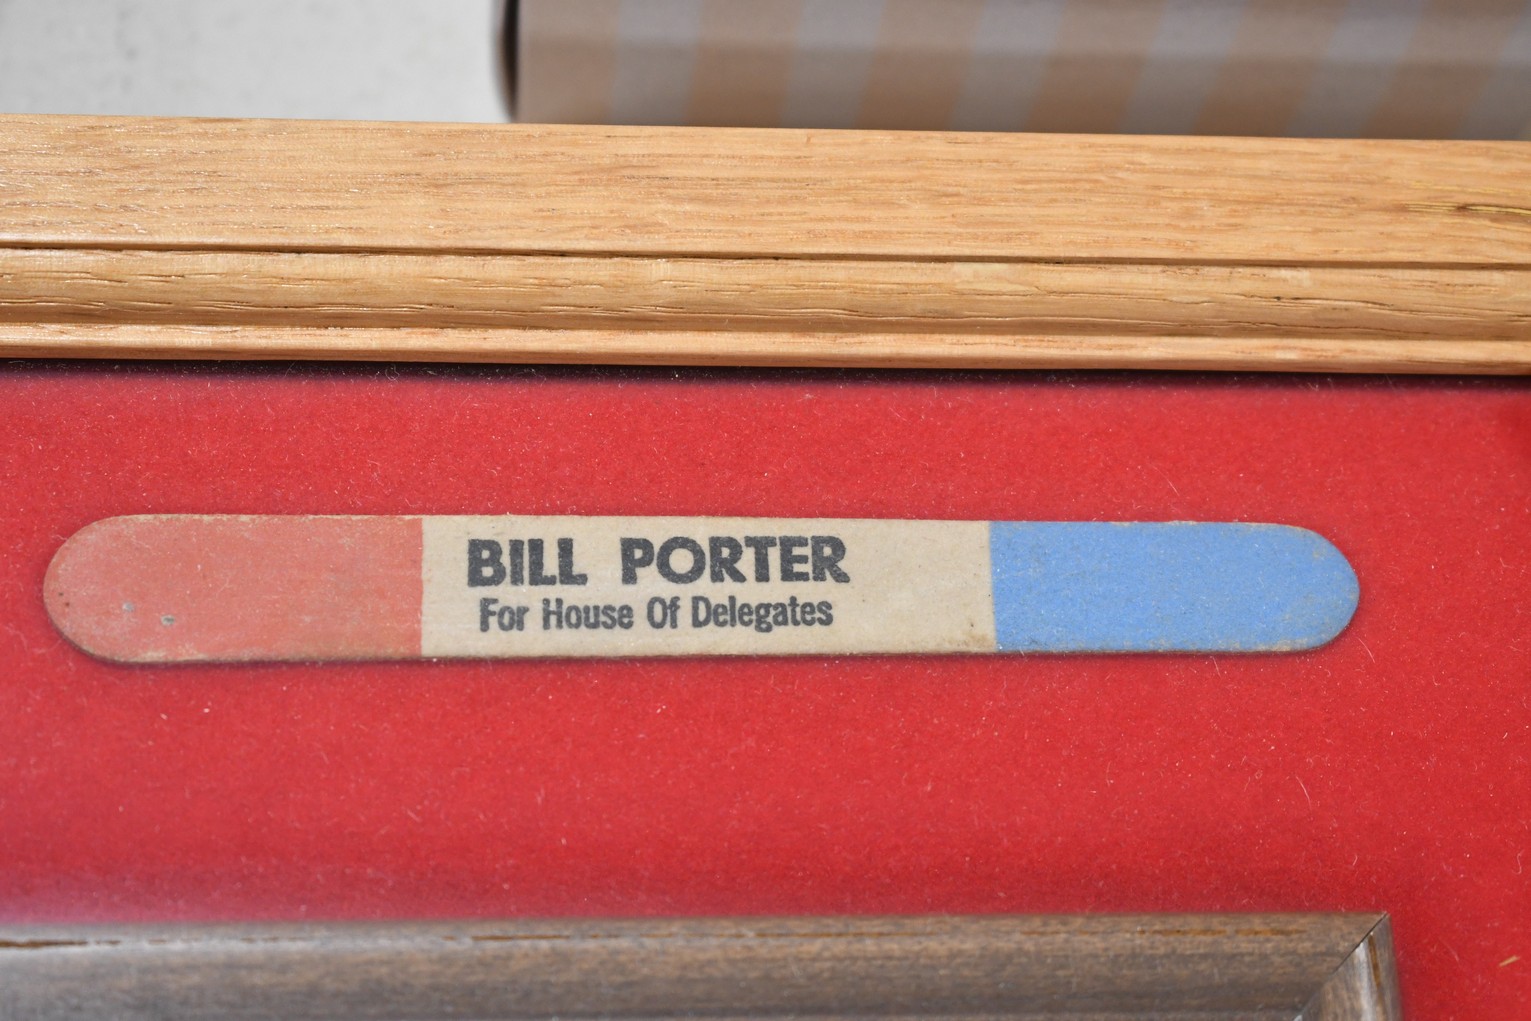 BILL PORTER
For House Of Delegates